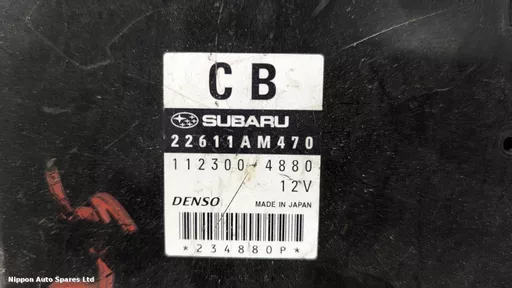 CB
SUBARU
22611AM470
112300-4880
12V
DENSO MADE IN JAPAN
*234880P*
Nippon Auto Spares Ltd